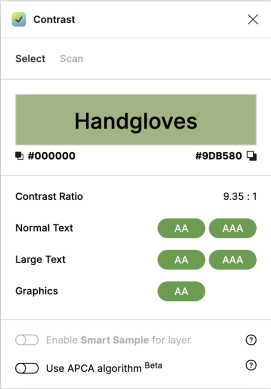 Contrast
Select Scan
Handgloves
#000000 #9DB580
Contrast Ratio 9.35 : 1
Normal Text AA AAA
Large Text AA AAA
Graphics AA
Enable Smart Sample for layer ?
Use APCA algorithm Beta ?